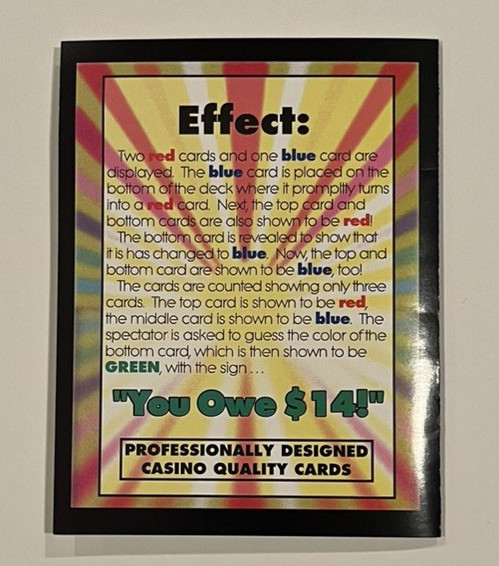 Effect:
Two red cards and one blue card are
displayed. The blue card is placed on the
bottom of the deck where it prompltly turns
into a red card. Next, the top card and
bottom cards are also shown to be red!
The bottom card is revealed to show that
it is has changed to blue. Now, the top and
bottom card are shown to be blue, too!
The cards are counted showing only three
cards. The top card is shown to be red,
the middle card is shown to be blue. The
spectator is asked to guess the color of the
bottom card, which is then shown to be
GREEN, with the sign ...
"You Owe $14!"
PROFESSIONALLY DESIGNED
CASINO QUALITY CARDS